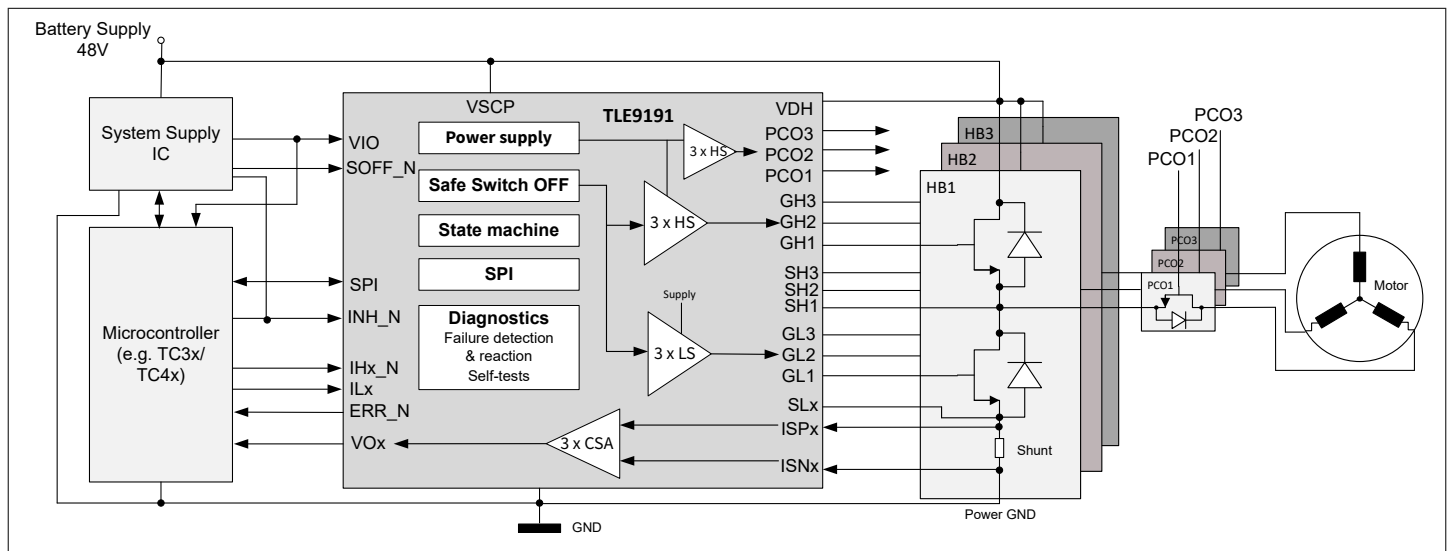 Battery Supply
48V
System Supply
IC
Microcontroller
(e.g. TC3x/
TC4x)
VSCP
TLE9191
VIO
SOFF_N
SPI
INH_N
IHx_N
ILx
ERR_N
VOx
Power supply
Safe Switch OFF
State machine
SPI
Diagnostics
Failure detection
& reaction
Self-tests
3 x HS
3 x HS
Supply
3 x LS
3 x CSA
VDH
PCO3
PCO2
PCO1
GH3
GH2
GH1
SH3
SH2
SH1
GL3
GL2
GL1
SLx
ISPx
ISNx
GND
HB3
HB2
HB1
Shunt
Power GND
PCO3
PCO2
PCO1
PCO3
PCO2
PCO1
Motor